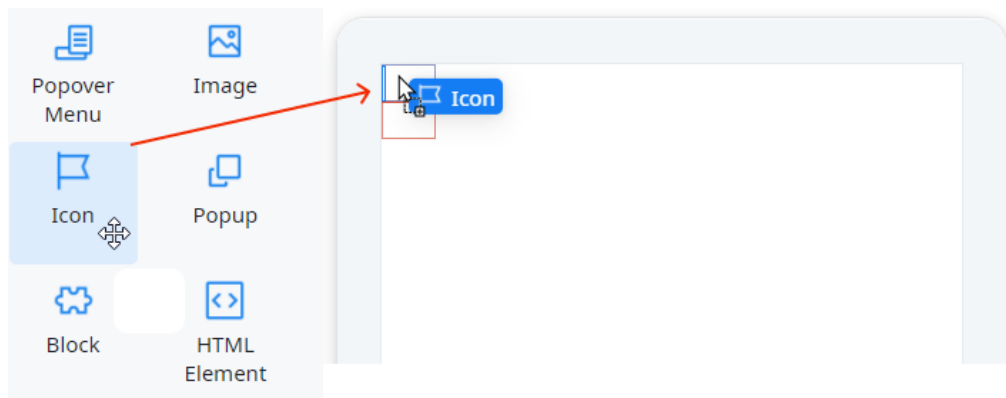 Popover
Menu
Image
Icon
Popup
Block
HTML
Element
Icon